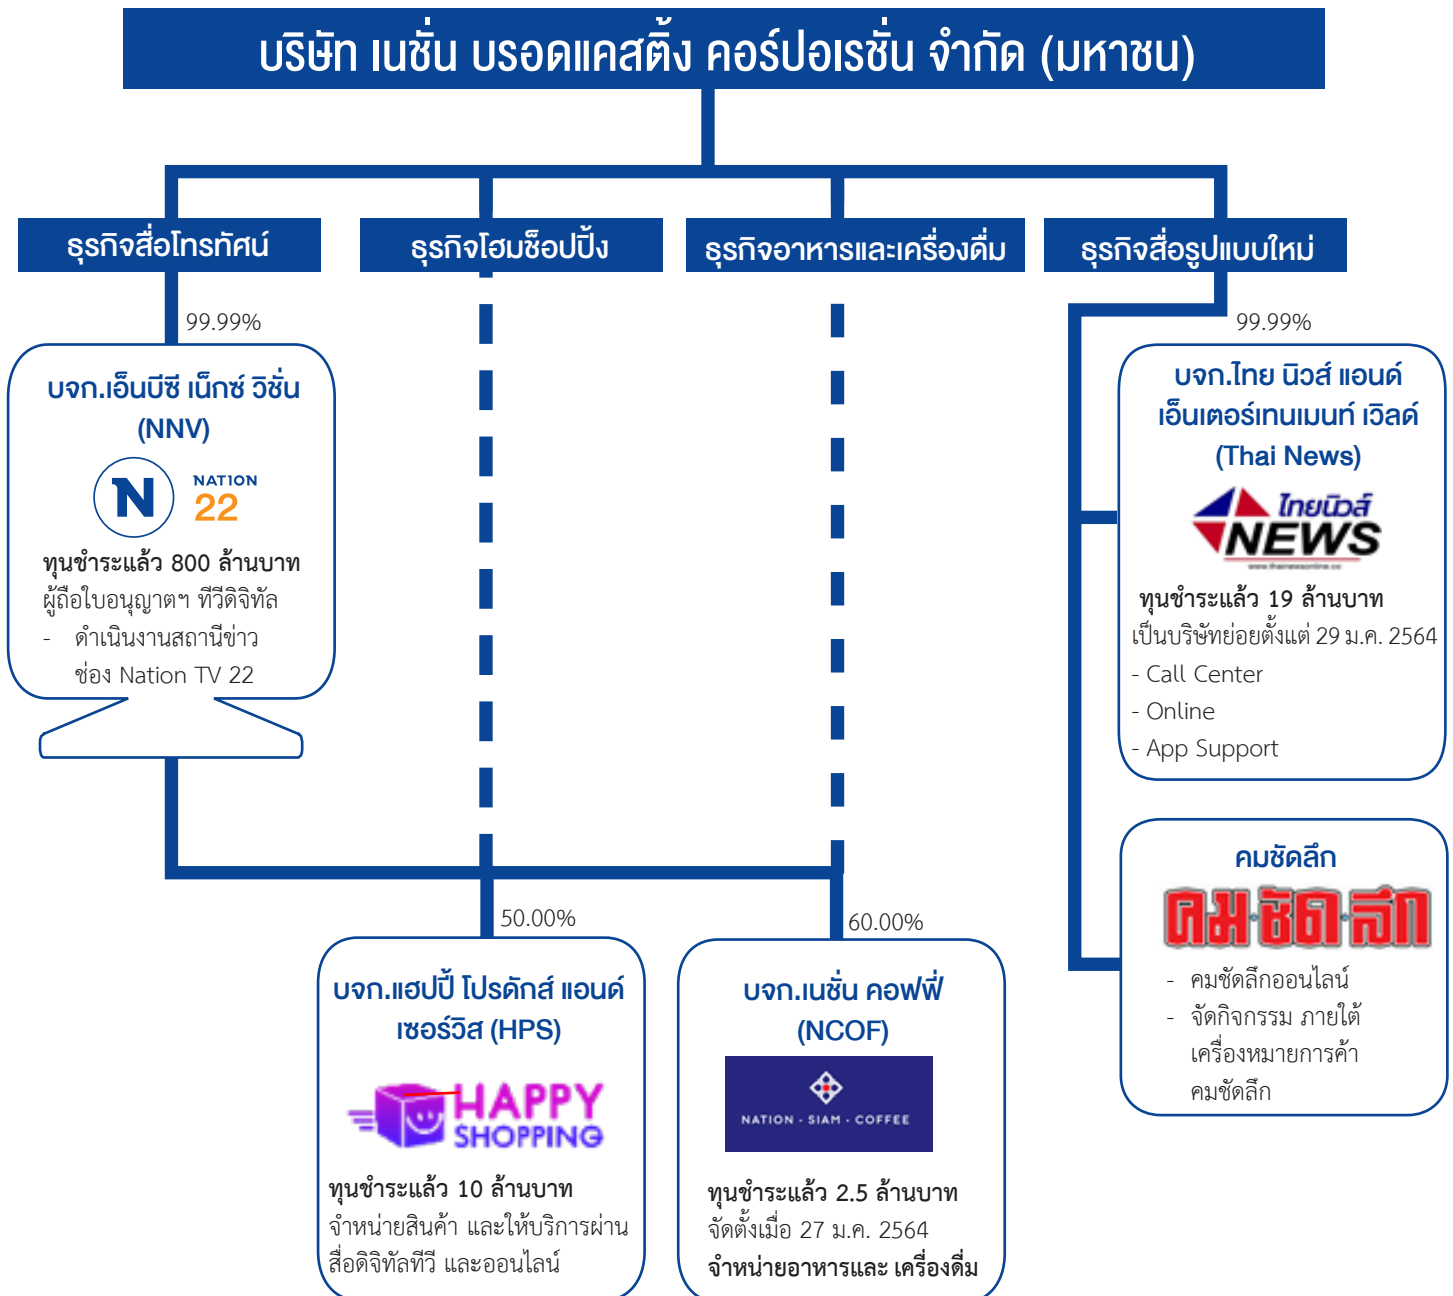 บริษัท เนชั่น บรอดแคสติ้ง คอร์ปอเรชั่น จำกัด (มหาชน)
ธุรกิจสื่อโทรทัศน์
ธุรกิจโฮมช็อปปิ้ง
ธุรกิจอาหารและเครื่องดื่ม
ธุรกิจสื่อรูปแบบใหม่
99.99%
บจก.เอ็นบีซี เน็กซ์ วิชั่น
(NNV)
N
NATION
22
ทุนชำระแล้ว 800 ล้านบาท
ผู้ถือใบอนุญาตฯ ทีวีดิจิทัล
- ดำเนินงานสถานีข่าว
ช่อง Nation TV 22
99.99%
บจก.ไทย นิวส์ แอนด์
เอ็นเตอร์เทนเมนท์ เวิลด์
(Thai News)
ไทยนิวส์
NEWS
www.thainewsonline.co
ทุนชำระแล้ว 19 ล้านบาท
เป็นบริษัทย่อยตั้งแต่ 29 ม.ค. 2564
- Call Center
- Online
- App Support
คมชัดลึก
คม·ชัด·ลึก
- คมชัดลึกออนไลน์
- จัดกิจกรรม ภายใต้
เครื่องหมายการค้า
คมชัดลึก
50.00%
บจก.แฮปปี้ โปรดักส์ แอนด์
เซอร์วิส (HPS)
HAPPY
SHOPPING
ทุนชำระแล้ว 10 ล้านบาท
จำหน่ายสินค้า และให้บริการผ่าน
สื่อดิจิทัลทีวี และออนไลน์
60.00%
บจก.เนชั่น คอฟฟี่
(NCOF)
NATION · SIAM · COFFEE
ทุนชำระแล้ว 2.5 ล้านบาท
จัดตั้งเมื่อ 27 ม.ค. 2564
จำหน่ายอาหารและ เครื่องดื่ม